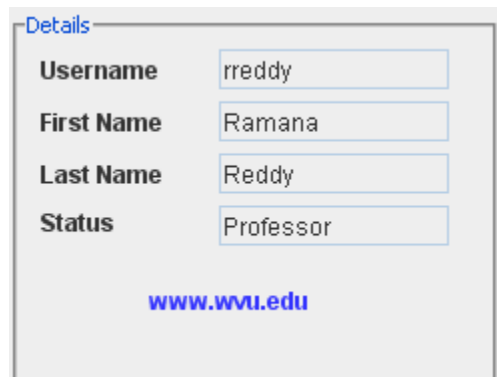 Details
Username rreddy
First Name Ramana
Last Name Reddy
Status Professor
www.wvu.edu